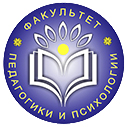 ФАКУЛЬТЕТ
ПЕДАГОГИКИ И ПСИХОЛОГИИ